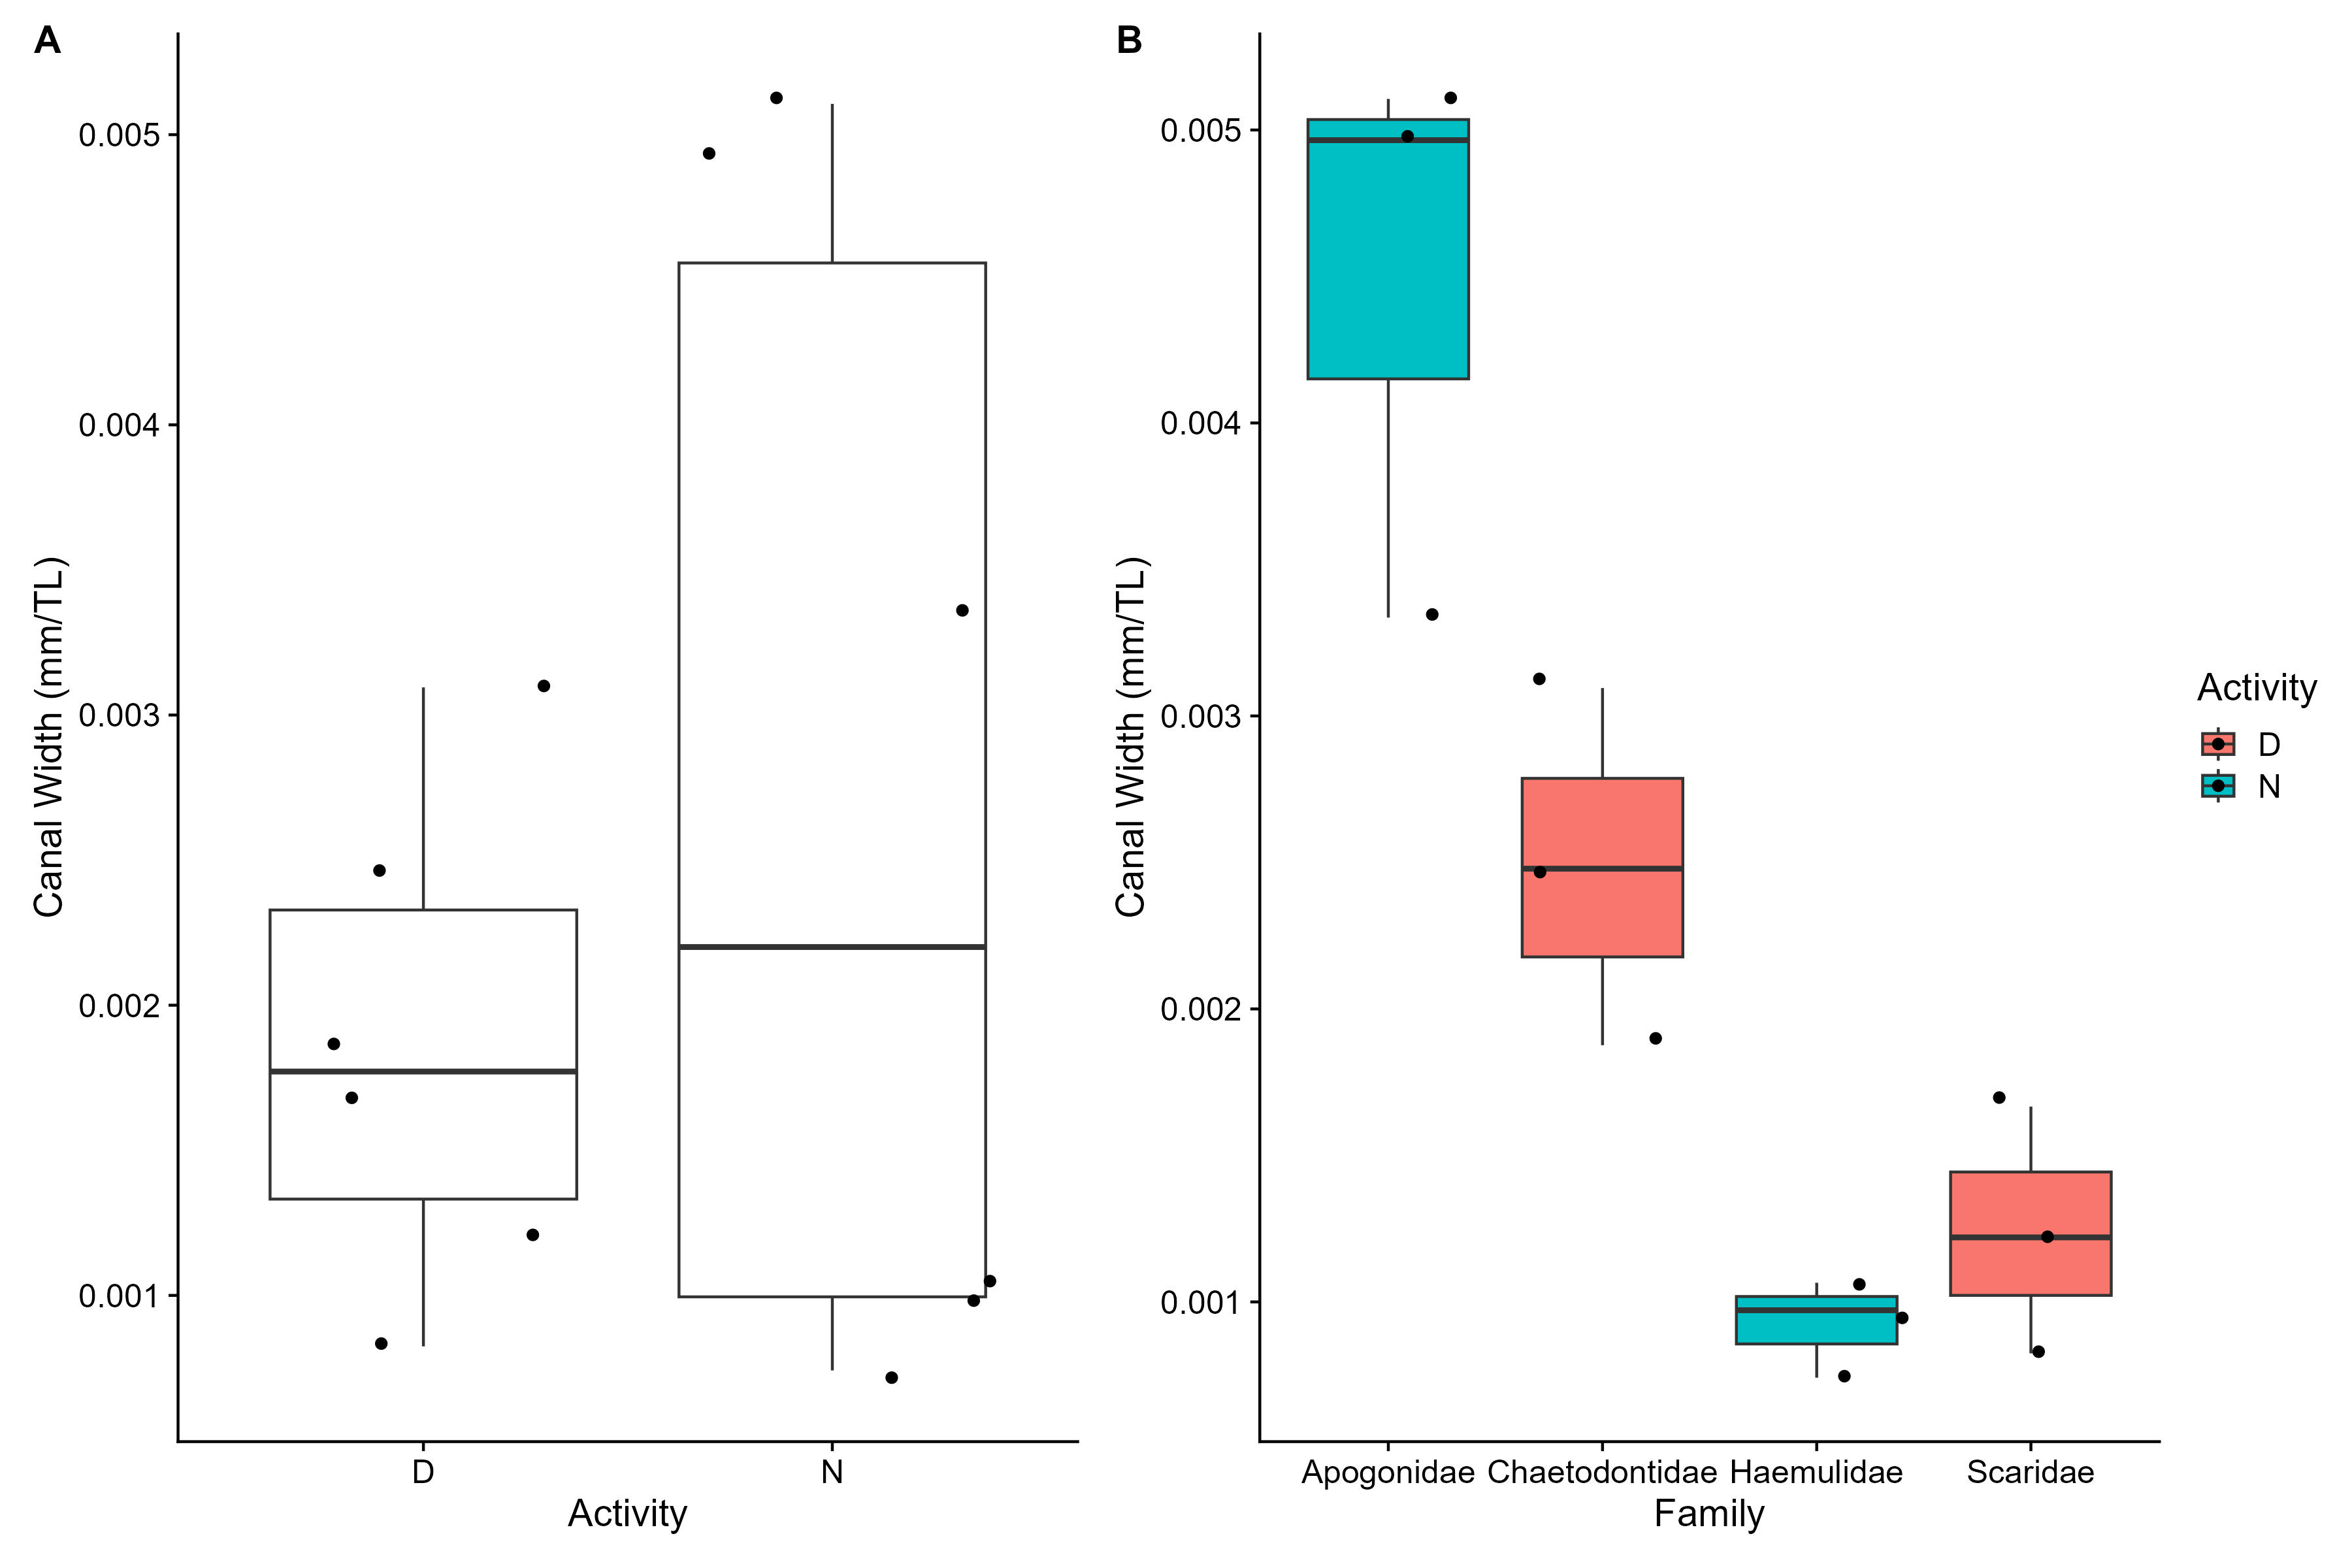 A
Canal Width (mm/TL)
0.005
0.004
0.003
0.002
0.001
D N
Activity
B
Canal Width (mm/TL)
0.005
0.004
0.003
0.002
0.001
Apogonidae Chaetodontidae Haemulidae Scaridae
Family
Activity
D
N